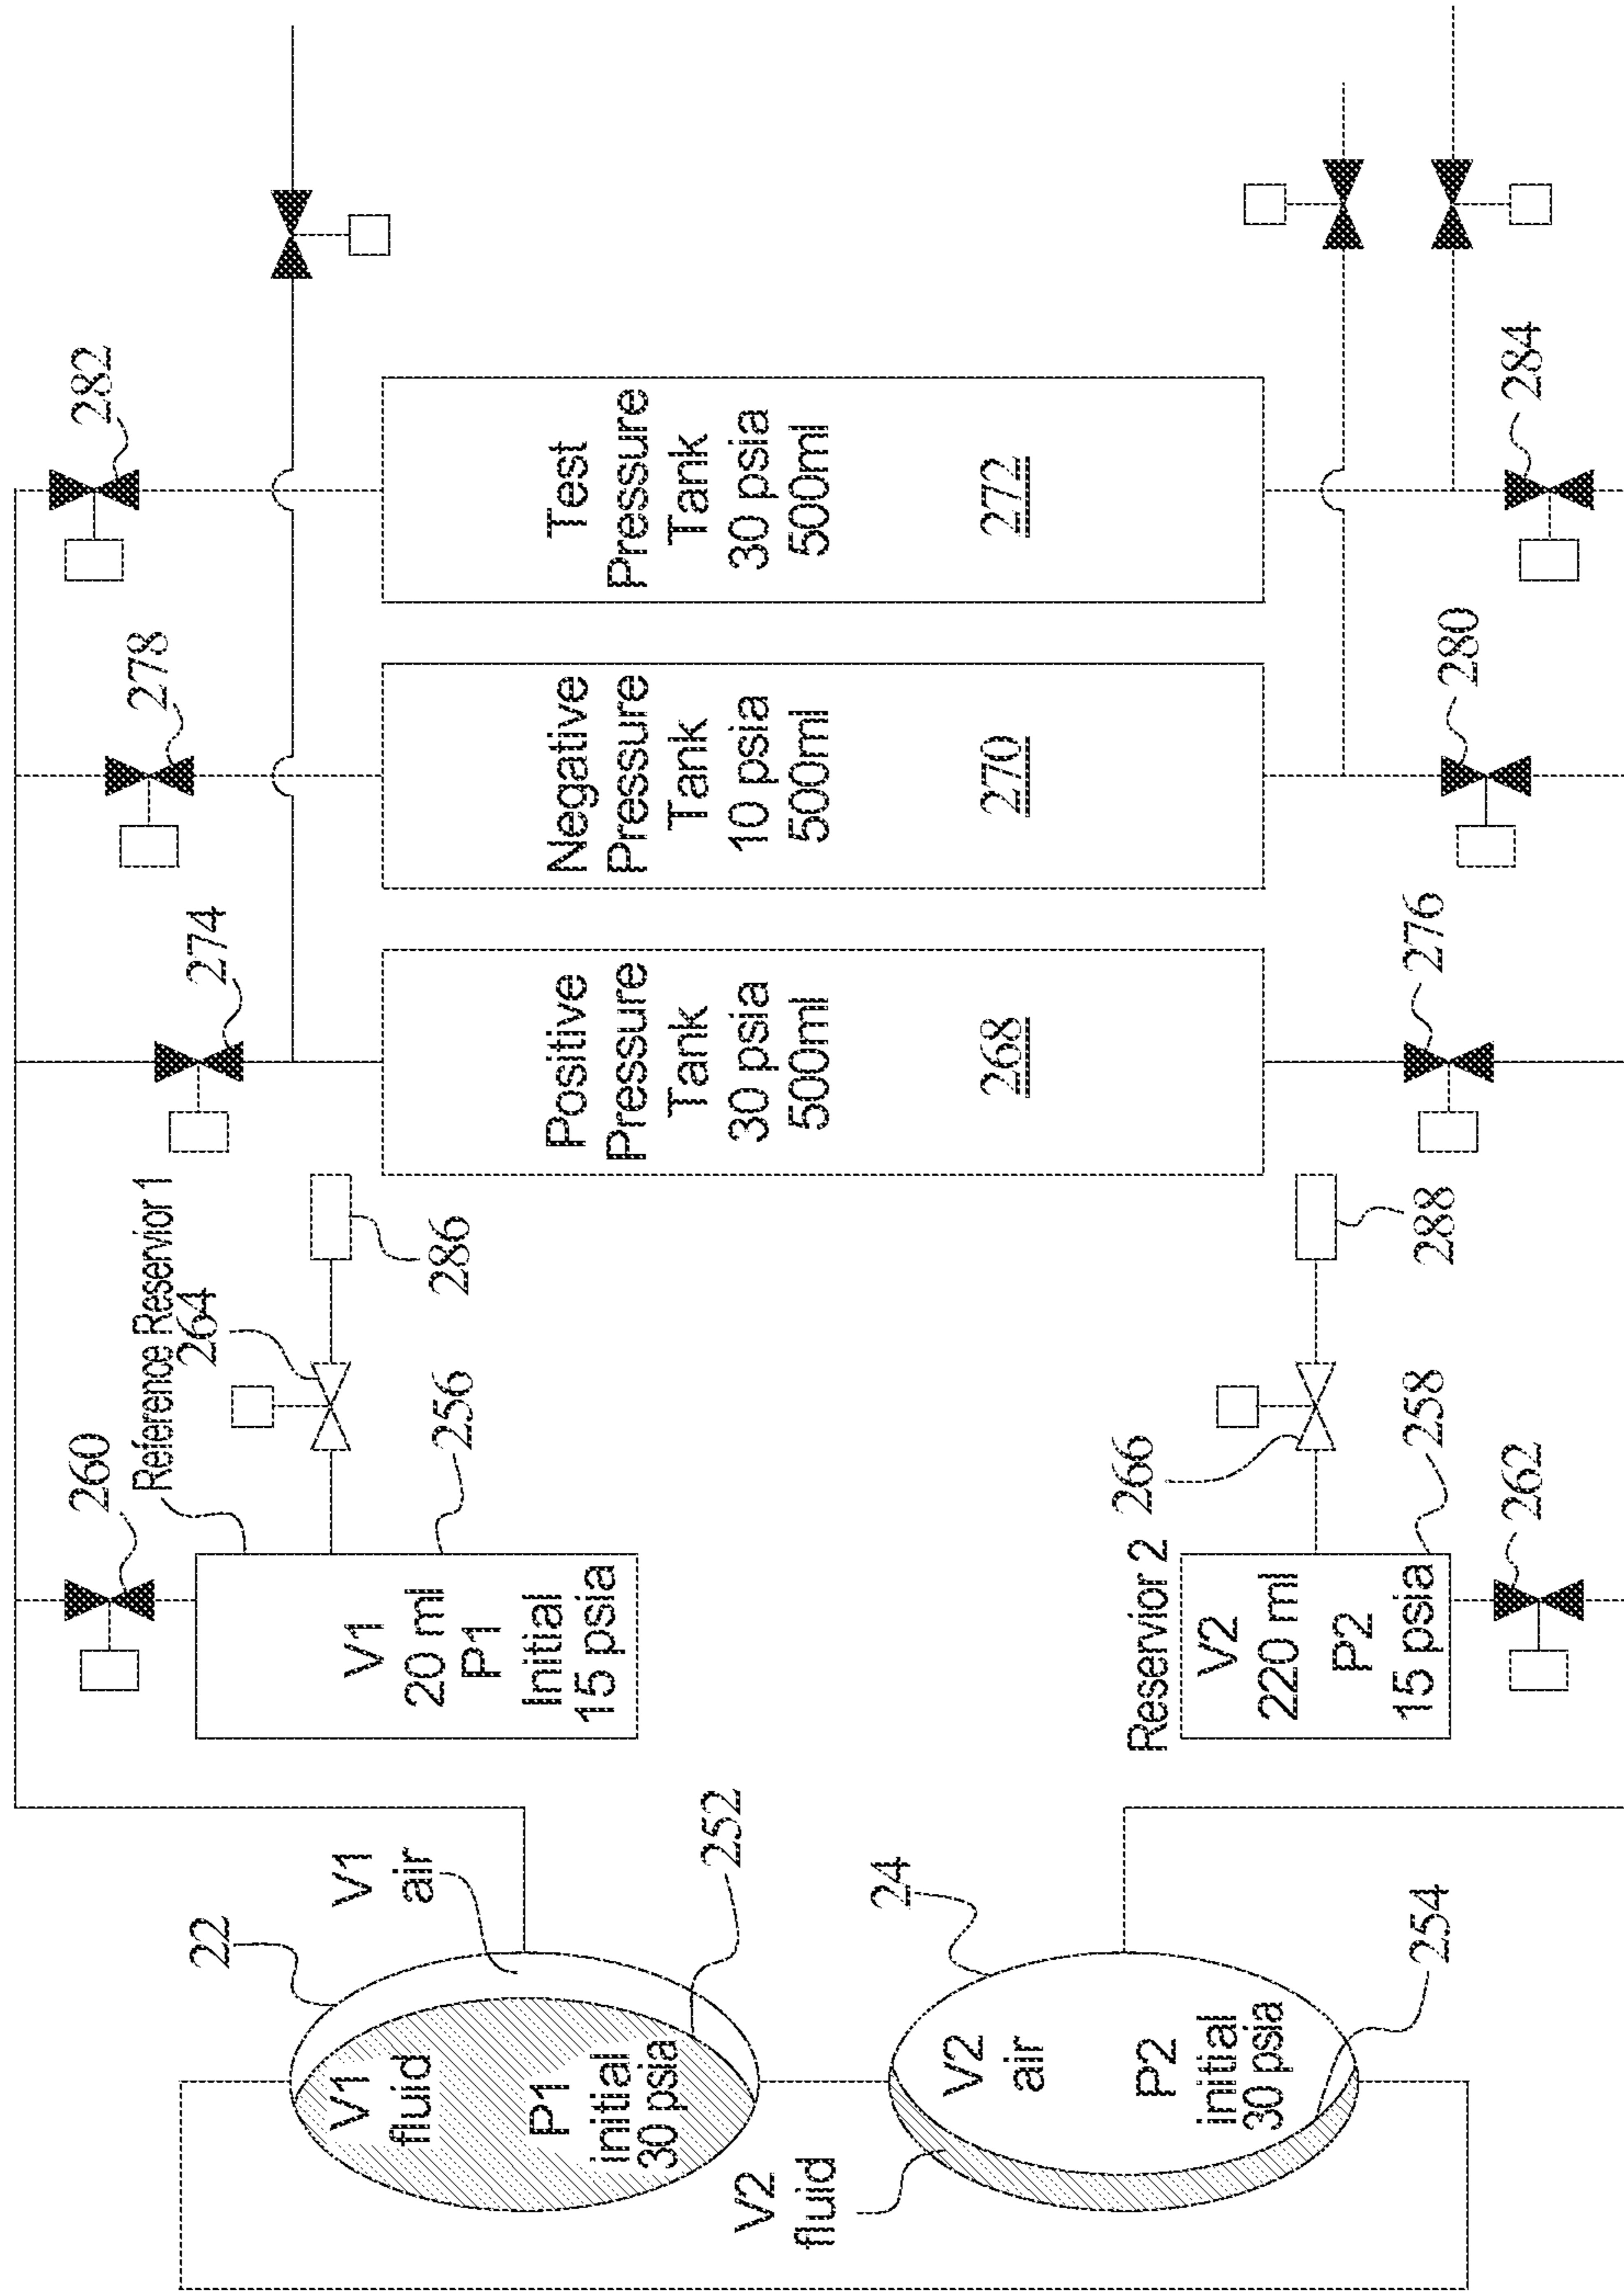 282
278
274
Reference Reservior 1
264
260
286
256
V1
20 ml
P1
Initial
15 psia
Test
Pressure
Tank
30 psia
500ml
272
Negative
Pressure
Tank
10 psia
500ml
270
Positive
Pressure
Tank
30 psia
500ml
268
284
280
276
288
266
258
262
Reservior 2
V2
220 ml
P2
15 psia
22
V1
air
252
V1
fluid
P1
initial
30 psia
24
V2
air
P2
initial
30 psia
254
V2
fluid